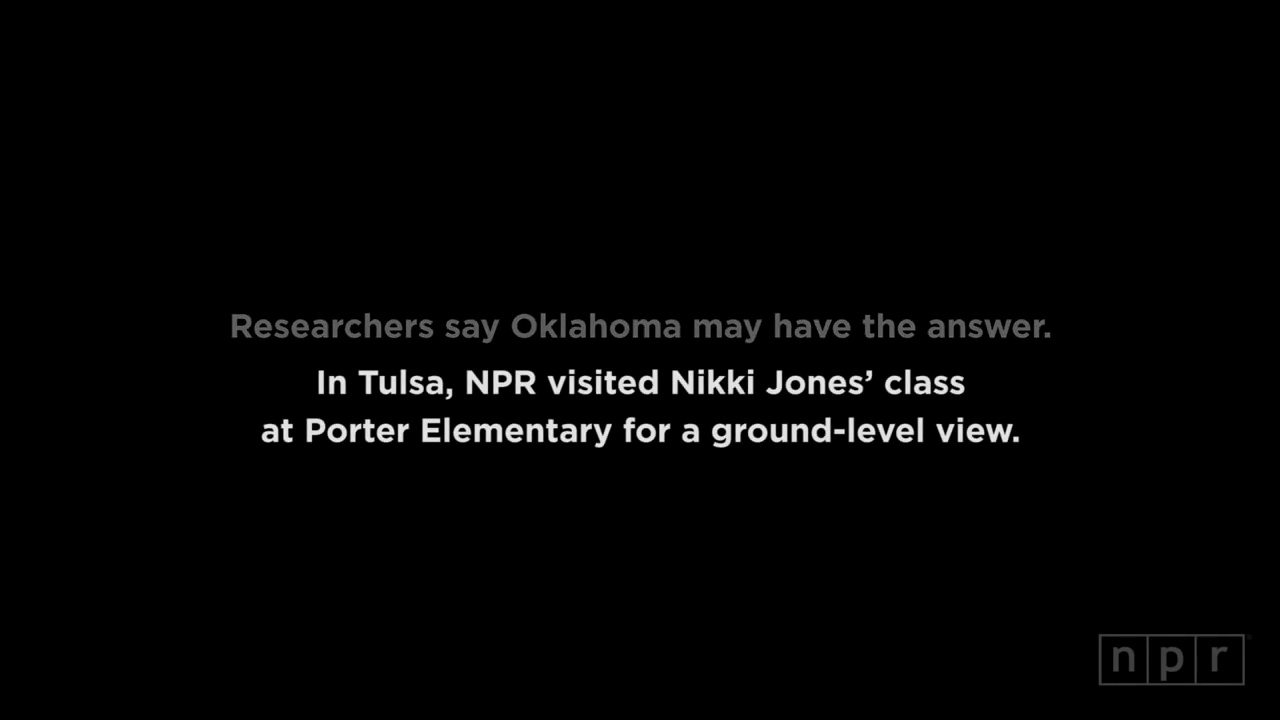 Researchers say Oklahoma may have the answer.
In Tulsa, NPR visited Nikki Jones’ class
at Porter Elementary for a ground-level view.
npr